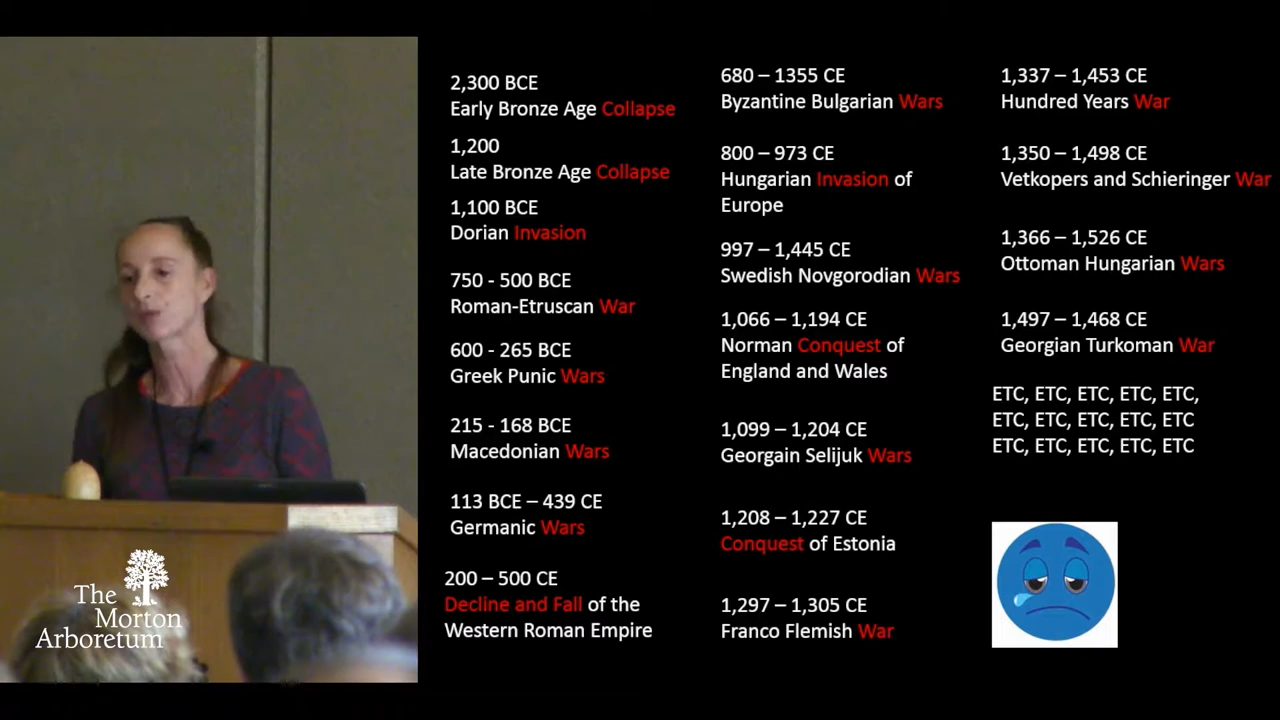 2,300 BCE
Early Bronze Age Collapse
1,200
Late Bronze Age Collapse
1,100 BCE
Dorian Invasion
750 - 500 BCE
Roman-Etruscan War
600 - 265 BCE
Greek Punic Wars
215 - 168 BCE
Macedonian Wars
113 BCE – 439 CE
Germanic Wars
200 – 500 CE
Decline and Fall of the
Western Roman Empire
680 – 1355 CE
Byzantine Bulgarian Wars
800 – 973 CE
Hungarian Invasion of
Europe
997 – 1,445 CE
Swedish Novgorodian Wars
1,066 – 1,194 CE
Norman Conquest of
England and Wales
1,099 – 1,204 CE
Georgain Selijuk Wars
1,208 – 1,227 CE
Conquest of Estonia
1,297 – 1,305 CE
Franco Flemish War
1,337 – 1,453 CE
Hundred Years War
1,350 – 1,498 CE
Vetkopers and Schieringer War
1,366 – 1,526 CE
Ottoman Hungarian Wars
1,497 – 1,468 CE
Georgian Turkoman War
ETC, ETC, ETC, ETC, ETC,
ETC, ETC, ETC, ETC, ETC
ETC, ETC, ETC, ETC, ETC
The
Morton
Arboretum